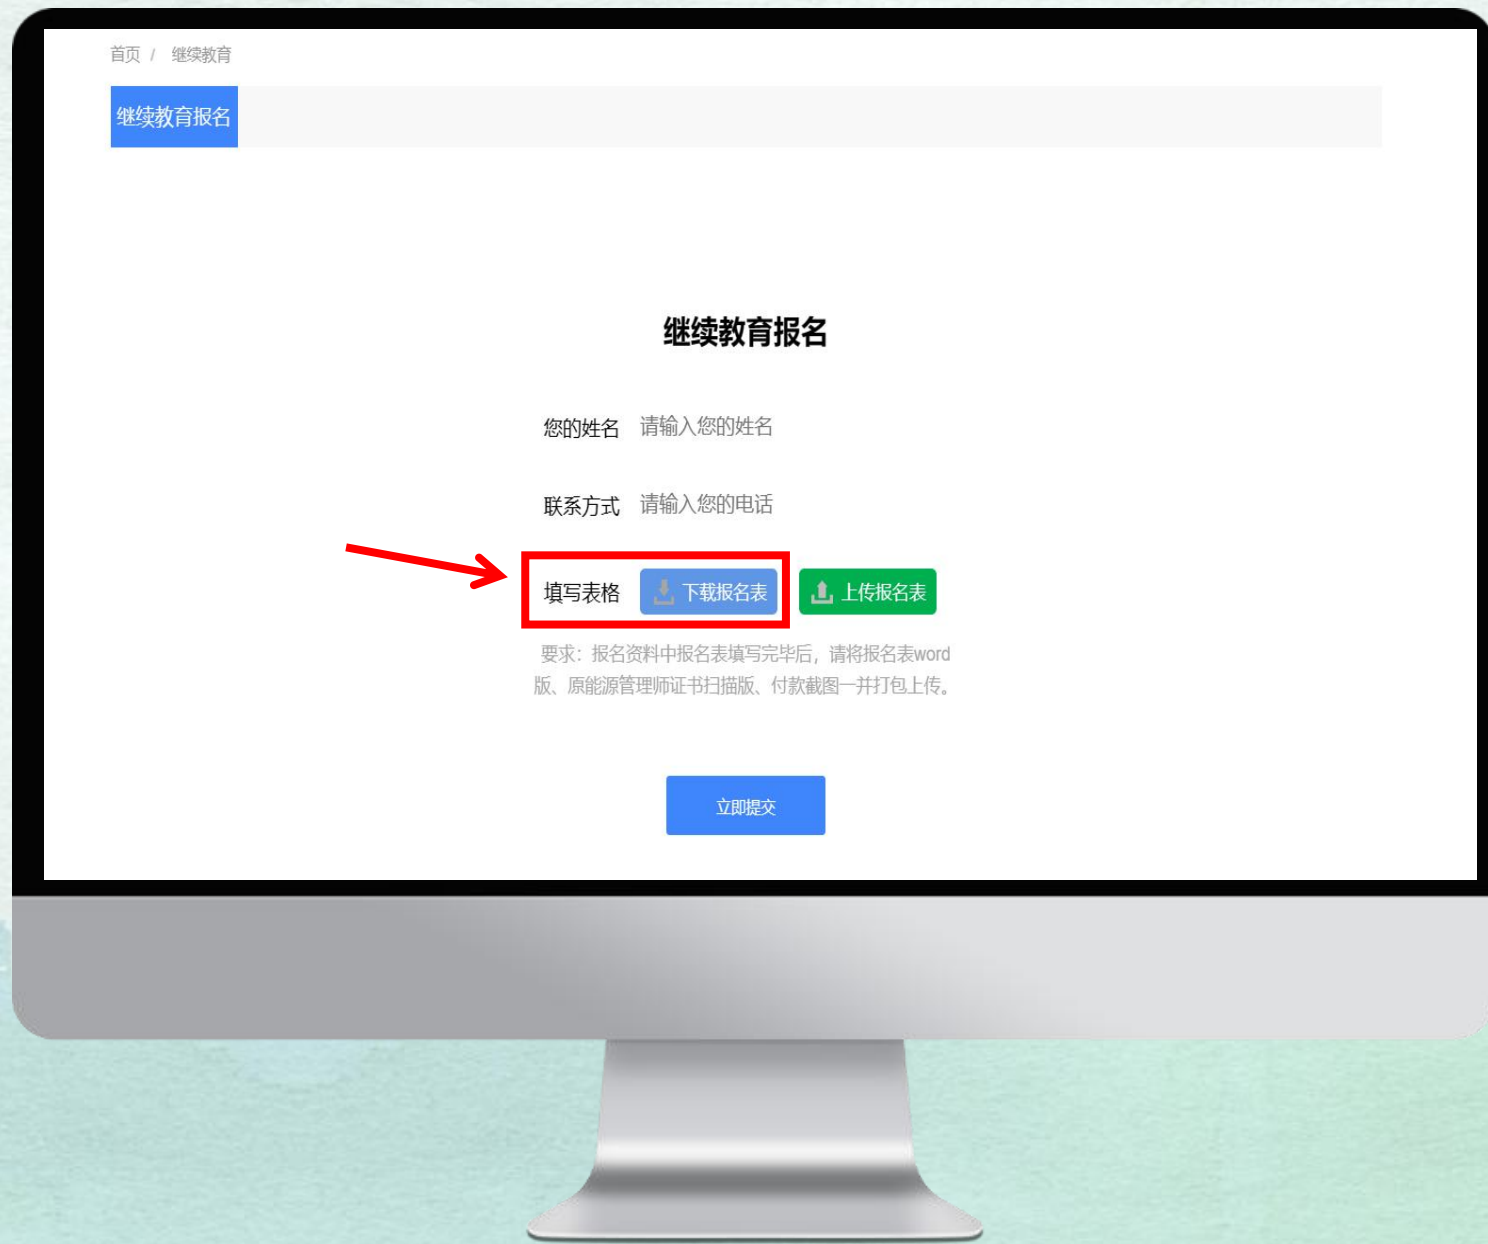 首页 / 继续教育
继续教育报名
继续教育报名
您的姓名 请输入您的姓名
联系方式 请输入您的电话
填写表格 下载报名表 上传报名表
要求：报名资料中报名表填写完毕后，请将报名表word
版、原能源管理师证书扫描版、付款截图一并打包上传。
立即提交